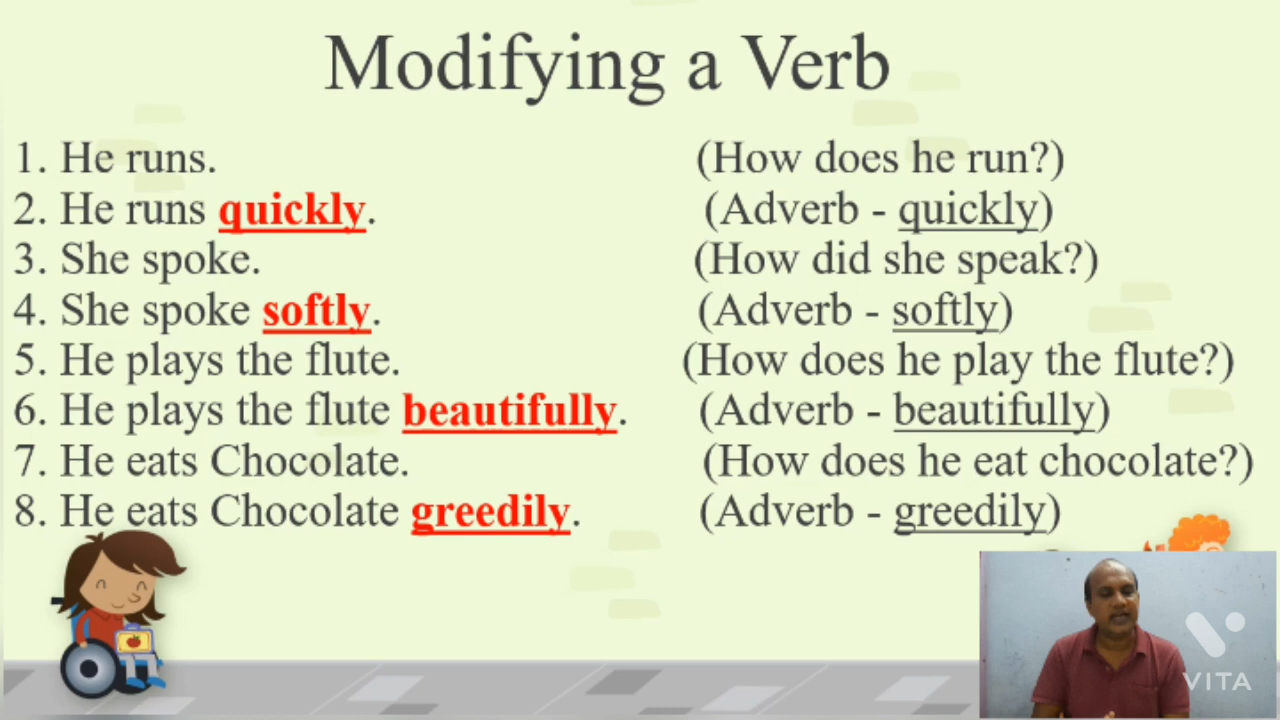 Modifying a Verb
1. He runs. (How does he run?)
2. He runs quickly. (Adverb - quickly)
3. She spoke. (How did she speak?)
4. She spoke softly. (Adverb - softly)
5. He plays the flute. (How does he play the flute?)
6. He plays the flute beautifully. (Adverb - beautifully)
7. He eats Chocolate. (How does he eat chocolate?)
8. He eats Chocolate greedily. (Adverb - greedily)
VITA